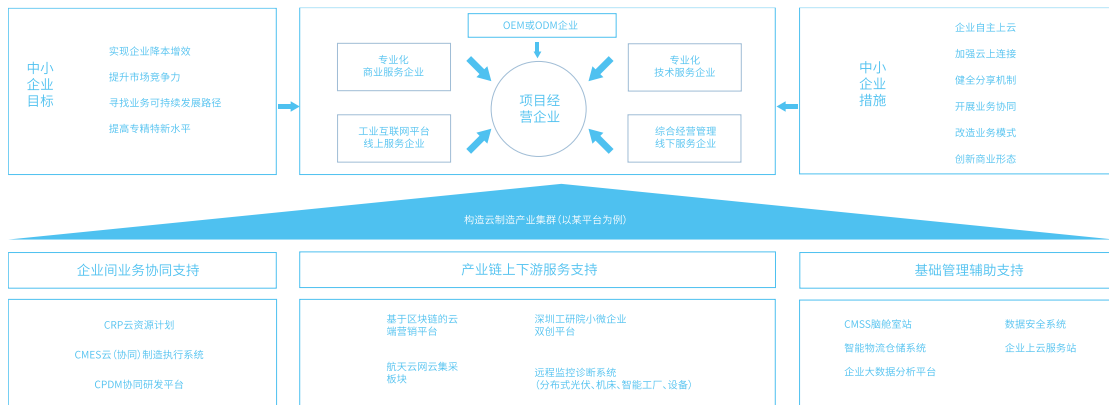 中小
企业
目标
实现企业降本增效
提升市场竞争力
寻找业务可持续发展路径
提高专精特新水平
OEM或ODM企业
专业化
商业服务企业
专业化
技术服务企业
项目经
营企业
工业互联网平台
线上服务企业
综合经营管理
线下服务企业
中小
企业
措施
企业自主上云
加强云上连接
健全分享机制
开展业务协同
改造业务模式
创新商业形态
构造云制造产业集群(以某平台为例)
企业间业务协同支持
CRP云资源计划
CMES云(协同)制造执行系统
CPDM协同研发平台
产业链上下游服务支持
基于区块链的云
端营销平台
深圳工研院小微企业
双创平台
航天云网云集采
板块
远程监控诊断系统
(分布式光伏、机床、智能工厂、设备)
基础管理辅助支持
CMSS脑舱室站
数据安全系统
智能物流仓储系统
企业上云服务站
企业大数据分析平台